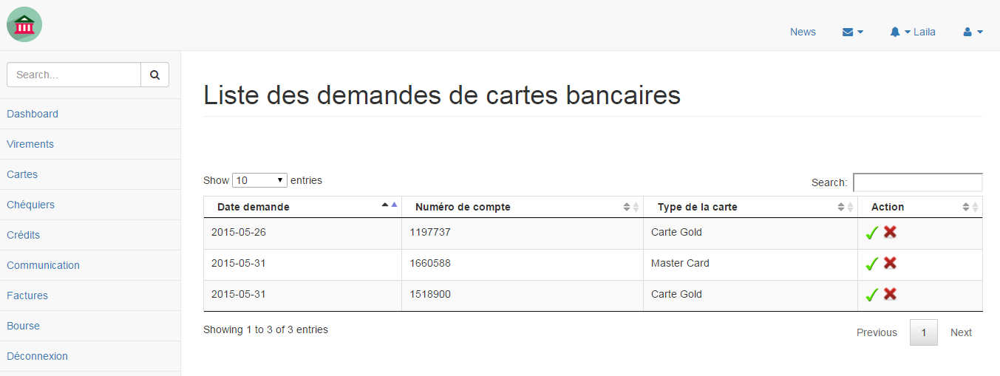 News
Laila
Search...
Dashboard
Virements
Cartes
Chéquiers
Crédits
Communication
Factures
Bourse
Déconnexion
Liste des demandes de cartes bancaires
Show 10 entries
Search:
Date demande Numéro de compte Type de la carte Action
2015-05-26 1197737 Carte Gold
2015-05-31 1660588 Master Card
2015-05-31 1518900 Carte Gold
Showing 1 to 3 of 3 entries
Previous 1 Next